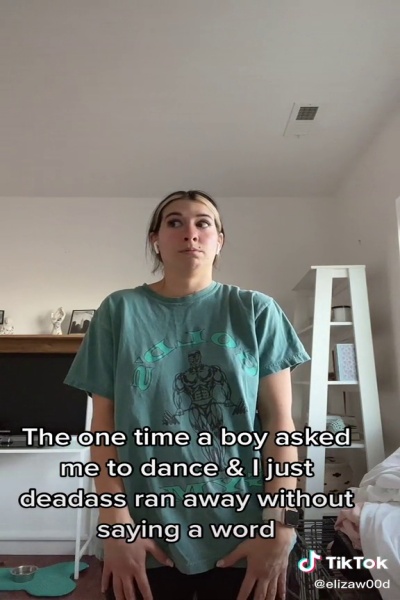 The one time a boy asked
me to dance & I just
deadass ran away without
saying a word
TikTok
@elizaw00d